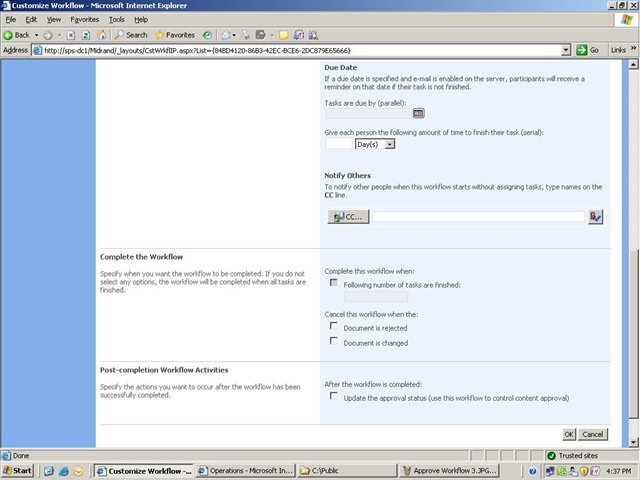 Customize Workflow - Microsoft Internet Explorer
File Edit View Favorites Tools Help
Back Search Favorites
Address http://sps-dc1/Midrand/_layouts/CstWrkflIP.aspx?List={84BD4120-86B3-42EC-BCE6-2DC879E65666} Go Links »
Due Date
If a due date is specified and e-mail is enabled on the server, participants will receive a
reminder on that date if their task is not finished.
Tasks are due by (parallel):
Give each person the following amount of time to finish their task (serial):
Day(s)
Notify Others
To notify other people when this workflow starts without assigning tasks, type names on the
CC line.
CC...
Complete the Workflow
Specify when you want the workflow to be completed. If you do not
select any options, the workflow will be completed when all tasks are
finished.
Complete this workflow when:
Following number of tasks are finished:
Cancel this workflow when the:
Document is rejected
Document is changed
Post-completion Workflow Activities
Specify the actions you want to occur after the workflow has been
successfully completed.
After the workflow is completed:
Update the approval status (use this workflow to control content approval)
OK Cancel
Done Trusted sites
Start » Customize Workflow -... Operations - Microsoft In... C:\Public Approve Workflow 3.JPG... » 4:37 PM